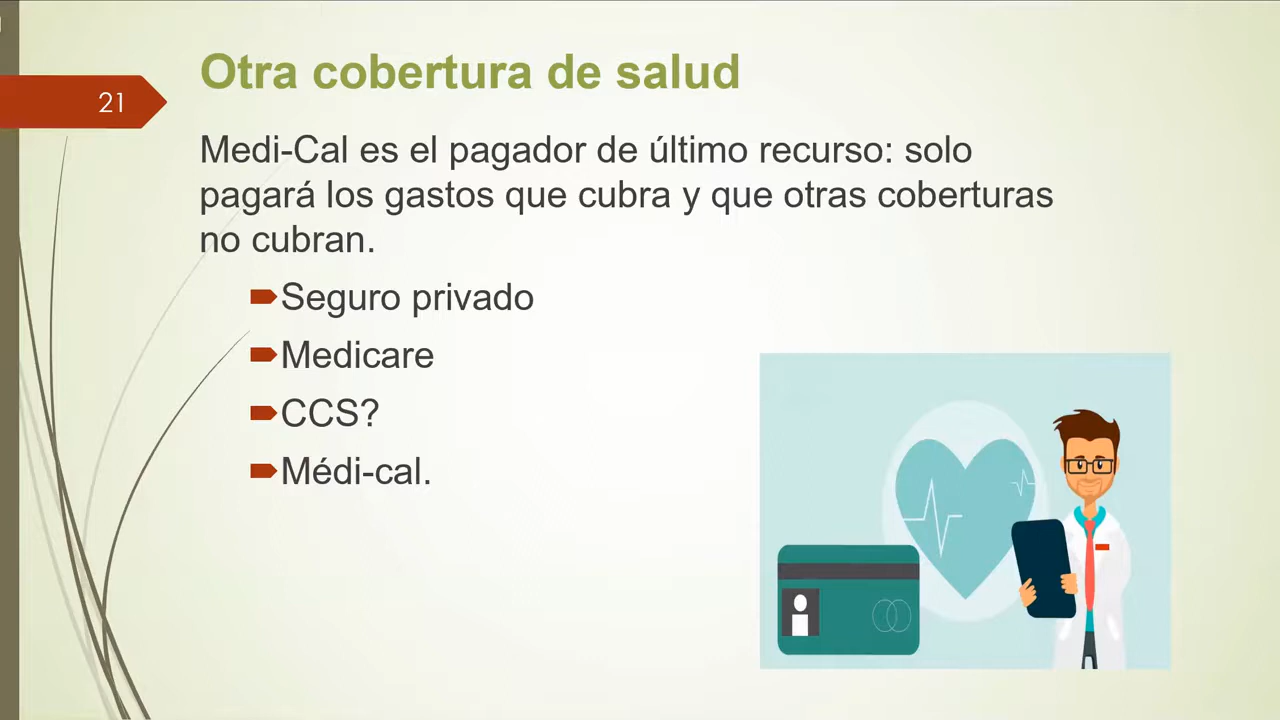 Otra cobertura de salud
21
Medi-Cal es el pagador de último recurso: solo
pagará los gastos que cubra y que otras coberturas
no cubran.
Seguro privado
Medicare
CCS?
Médi-cal.